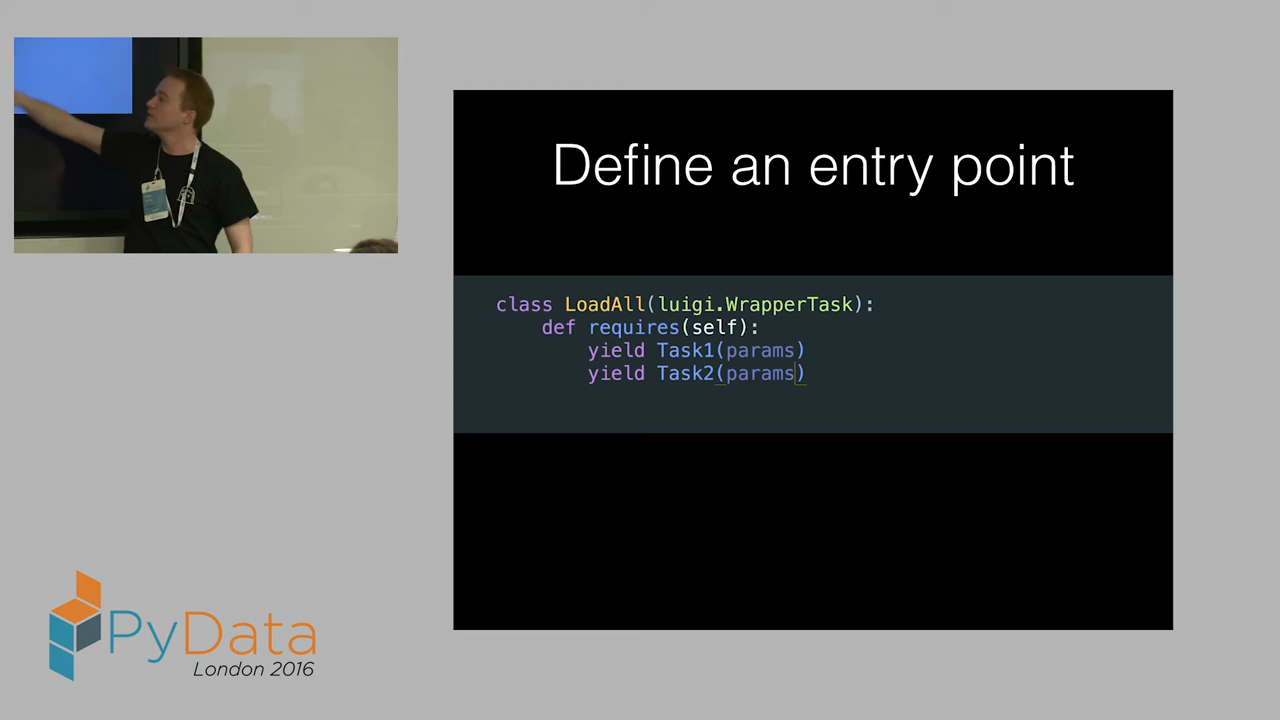 Define an entry point
class LoadAll(luigi.WrapperTask):
def requires(self):
yield Task1(params)
yield Task2(params)
PyData
London 2016